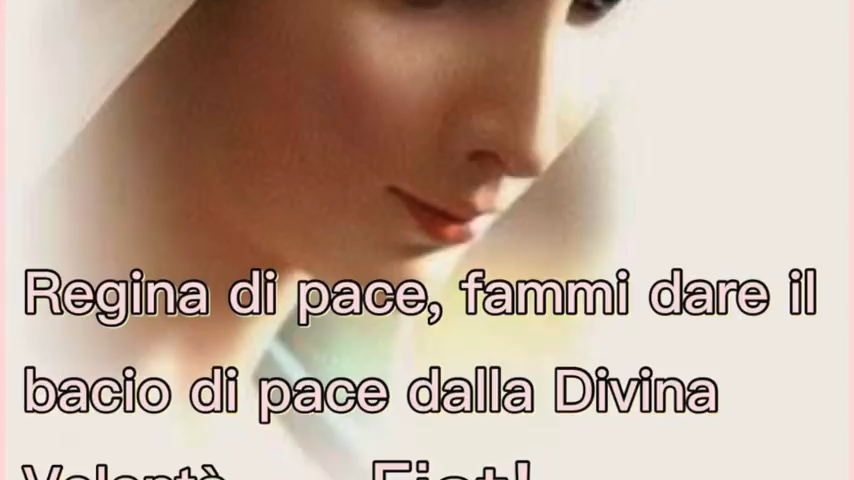 Regina di pace, fammi dare il
bacio di pace dalla Divina
Volontà Fiat!